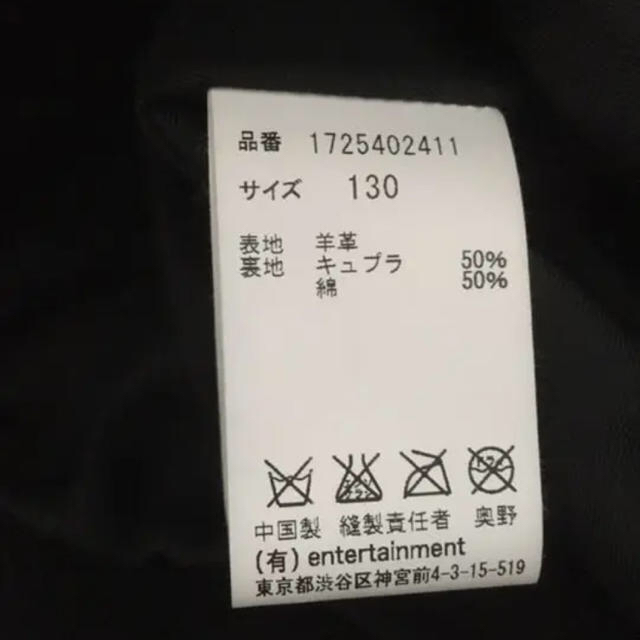 品番 1725402411
サイズ 130
表地 羊革
裏地 キュプラ 50%
綿 50%
中国製 縫製責任者 奥野
(有) entertainment
東京都渋谷区神宮前4-3-15-519